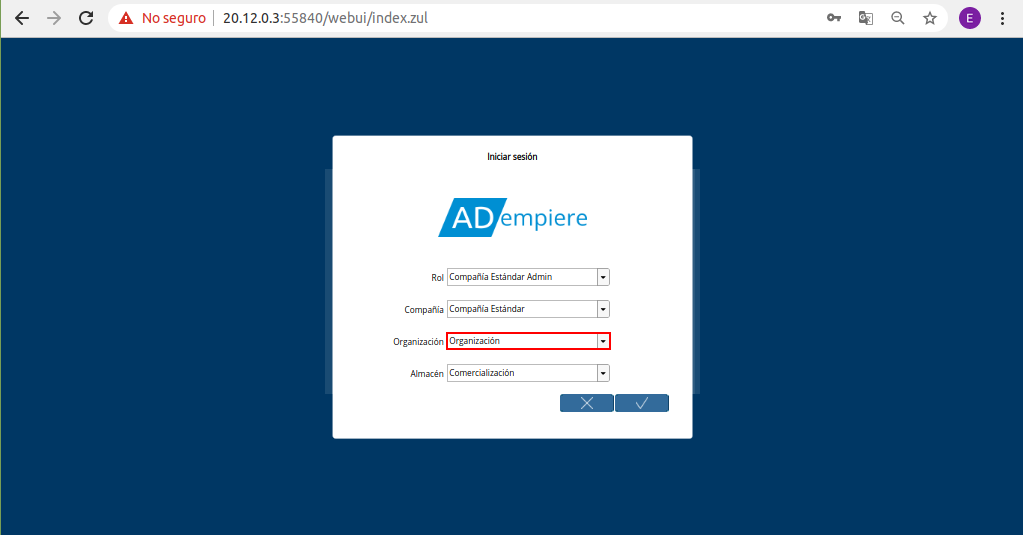 No seguro 20.12.0.3:55840/webui/index.zul
E
Iniciar sesión
ADempiere
Rol Compañía Estándar Admin
Compañía Compañía Estándar
Organización Organización
Almacén Comercialización